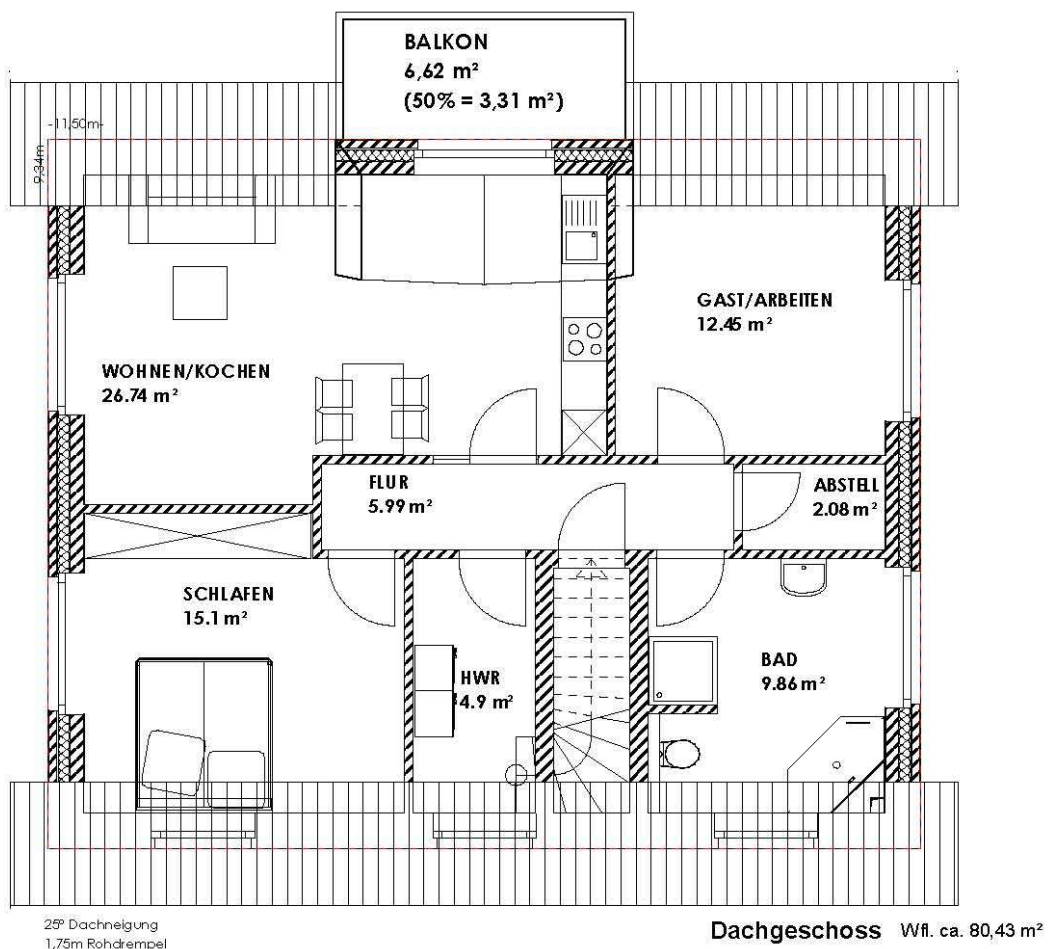 BALKON
6,62 m²
(50% = 3,31 m²)
-11,50m-
9,34m
GAST/ARBEITEN
12.45 m²
WOHNEN/KOCHEN
26.74 m²
FLUR
5.99 m²
ABSTELL
2.08 m²
SCHLAFEN
15.1 m²
HWR
4.9 m²
BAD
9.86 m²
25° Dachneigung
1,75m Rohdrempel
Dachgeschoss Wfl. ca. 80,43 m²